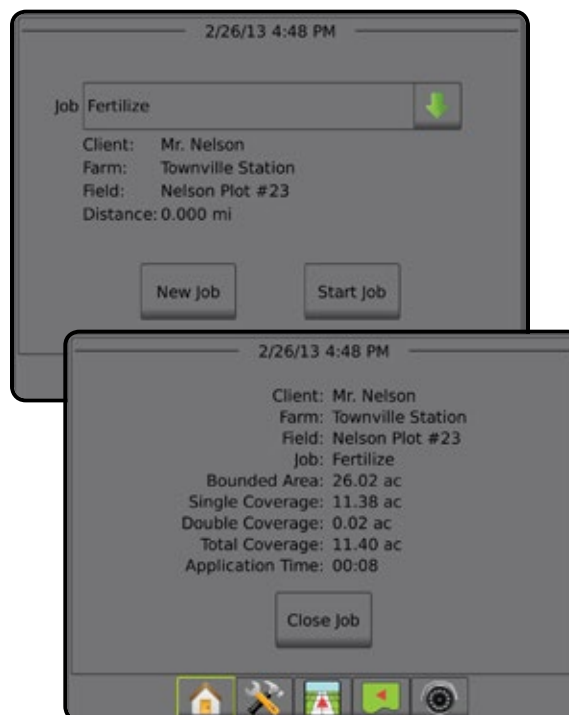 2/26/13 4:48 PM
Job Fertilize
Client: Mr. Nelson
Farm: Townville Station
Field: Nelson Plot #23
Distance: 0.000 mi
New Job Start Job
2/26/13 4:48 PM
Client: Mr. Nelson
Farm: Townville Station
Field: Nelson Plot #23
Job: Fertilize
Bounded Area: 26.02 ac
Single Coverage: 11.38 ac
Double Coverage: 0.02 ac
Total Coverage: 11.40 ac
Application Time: 00:08
Close Job